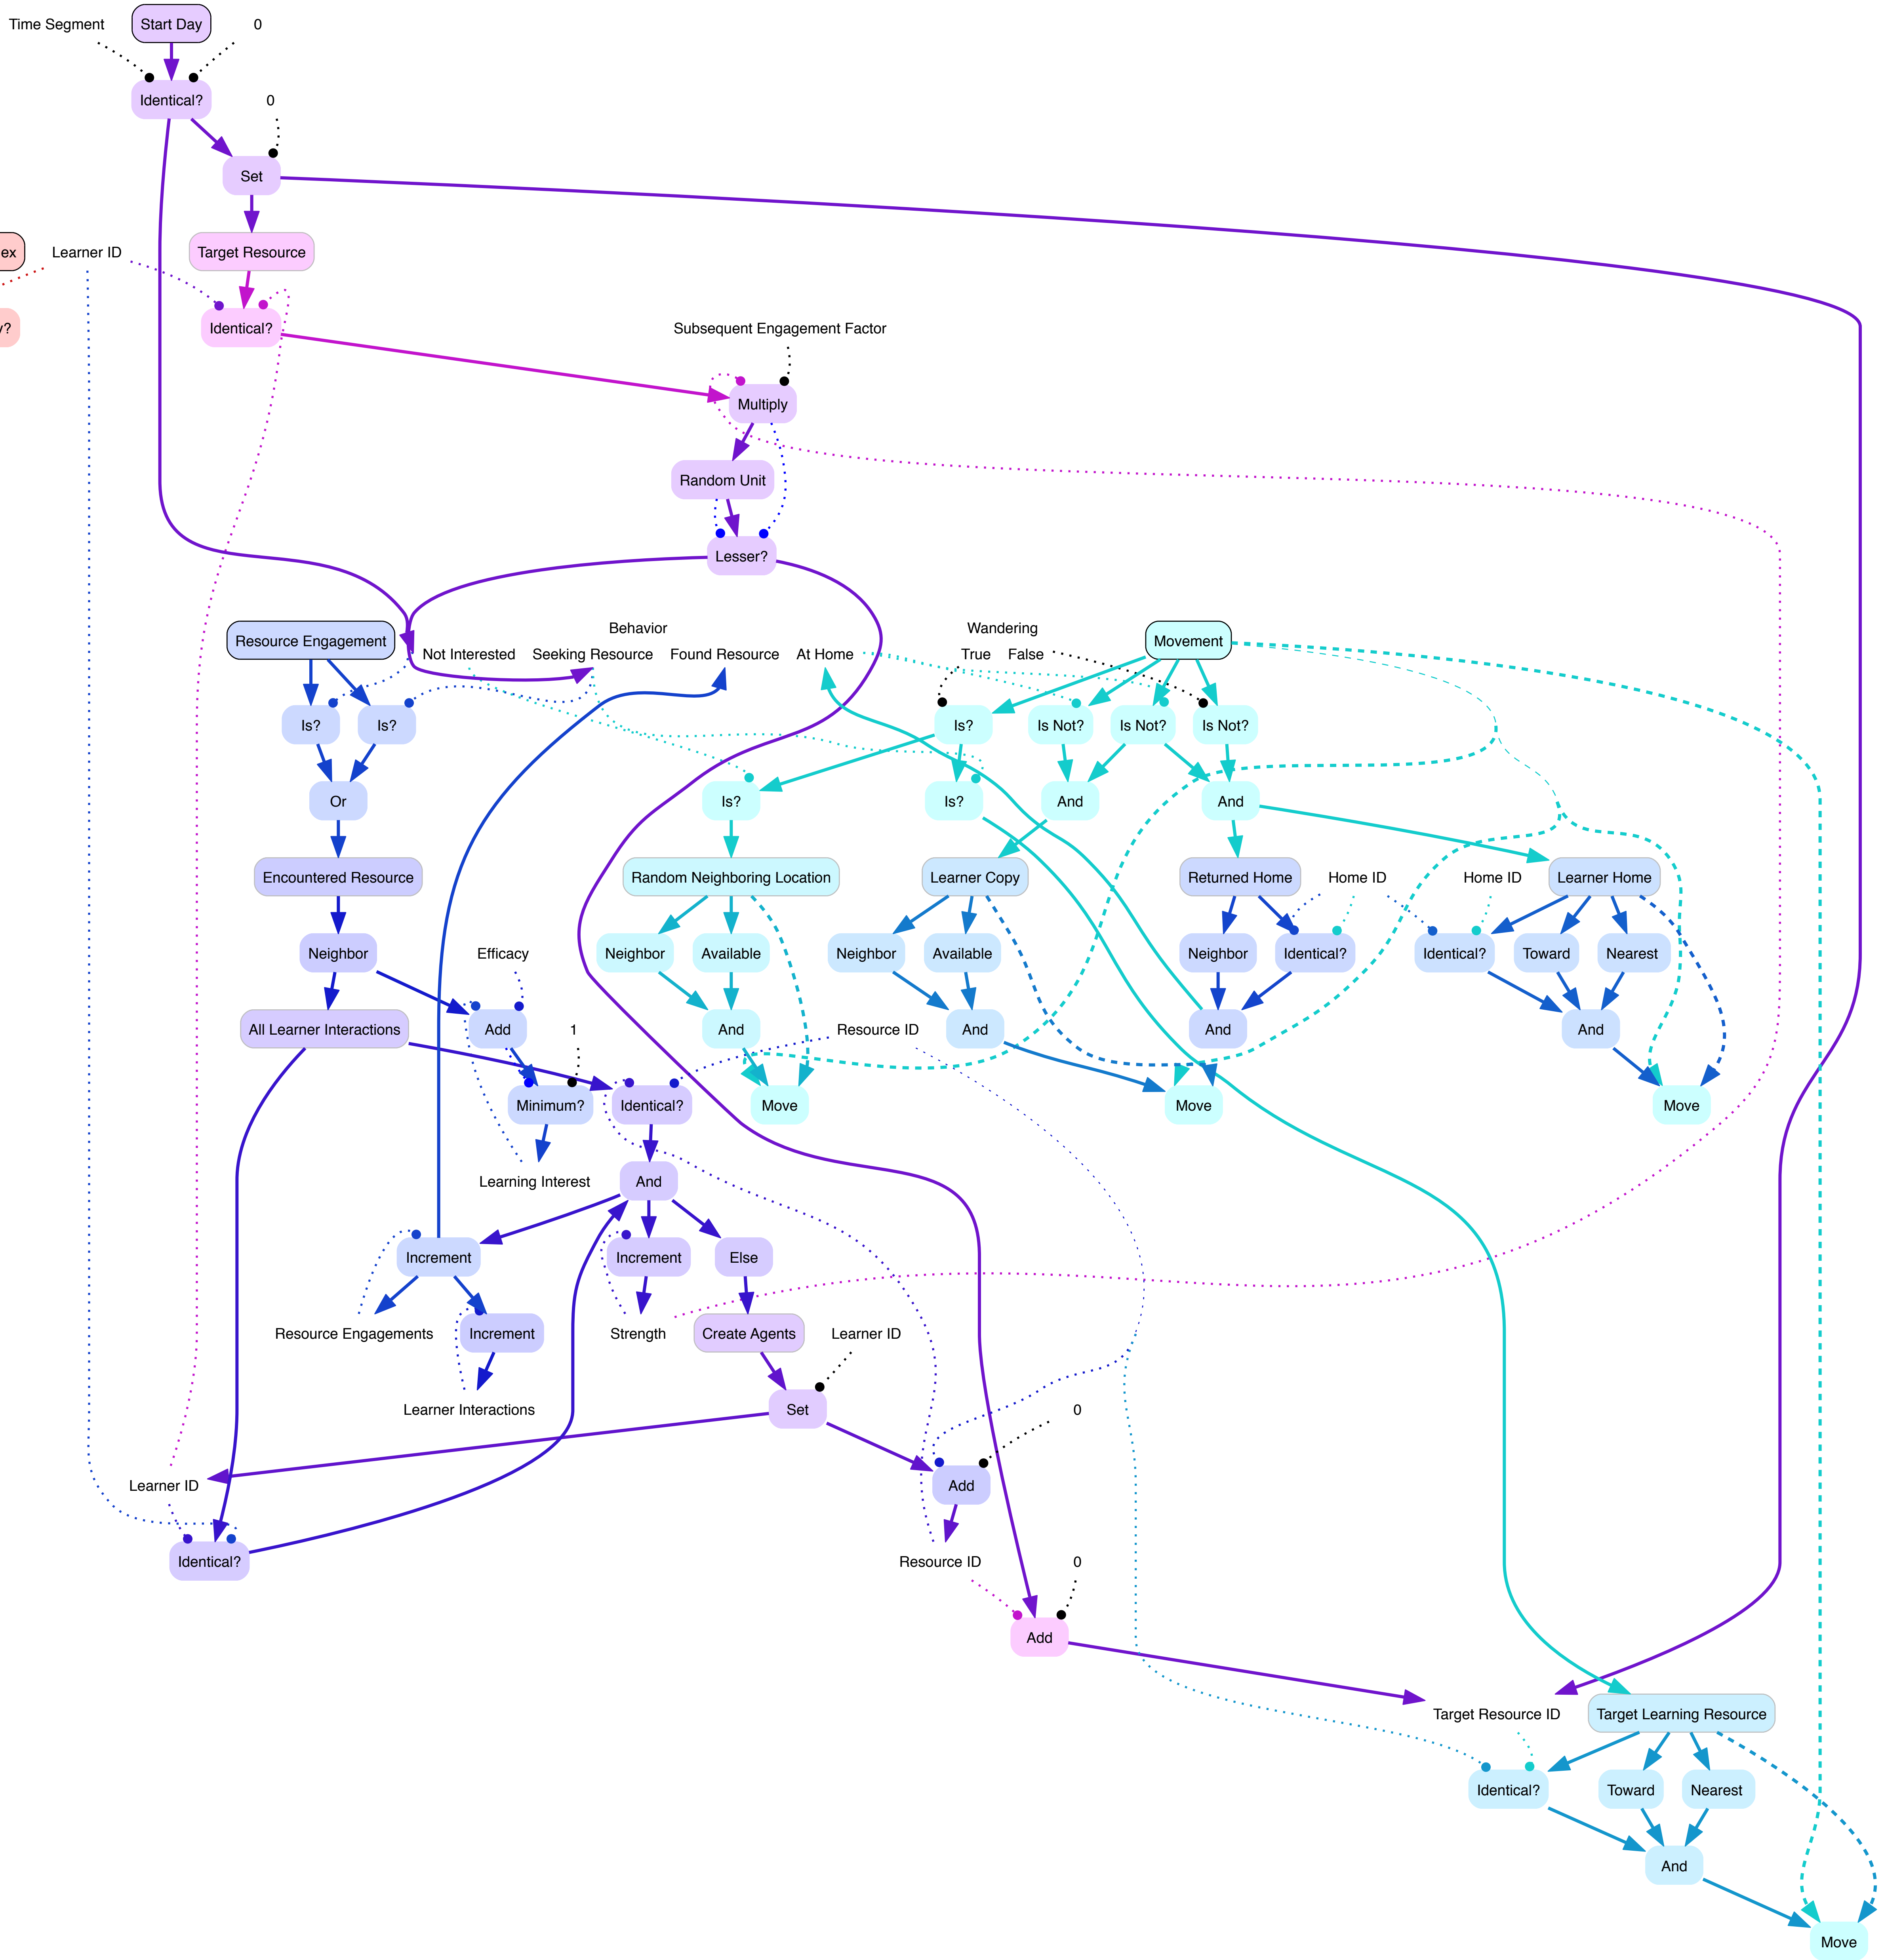 Time Segment
Start Day
0
Identical?
0
Set
ex
Learner ID
Target Resource
y?
Identical?
Subsequent Engagement Factor
Multiply
Random Unit
Lesser?
Resource Engagement
Behavior
Wandering
Movement
Not Interested
Seeking Resource
Found Resource
At Home
True
False
Is?
Is?
Is?
Is Not?
Is Not?
Is Not?
Or
Is?
Is?
And
And
Encountered Resource
Random Neighboring Location
Learner Copy
Returned Home
Home ID
Home ID
Learner Home
Neighbor
Efficacy
Neighbor
Available
Neighbor
Available
Neighbor
Identical?
Identical?
Toward
Nearest
All Learner Interactions
Add
1
And
Resource ID
And
And
And
Minimum?
Identical?
Move
Move
Move
Learning Interest
And
Increment
Increment
Else
Resource Engagements
Increment
Strength
Create Agents
Learner ID
Learner Interactions
Set
0
Learner ID
Add
Identical?
Resource ID
0
Add
Target Resource ID
Target Learning Resource
Identical?
Toward
Nearest
And
Move